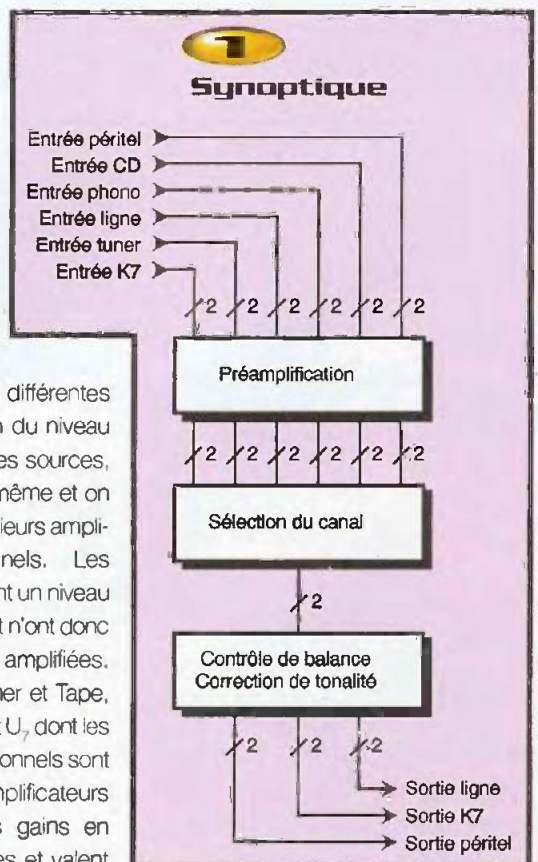 1
Synoptique
Entrée péritel
Entrée CD
Entrée phono
Entrée ligne
Entrée tuner
Entrée K7
/2 /2 /2 /2 /2 /2
Préamplification
/2 /2 /2 /2 /2 /2
Sélection du canal
/2
Contrôle de balance
Correction de tonalité
/2 /2 /2
Sortie ligne
Sortie K7
Sortie péritel
différentes
du niveau
es sources,
même et on
ieurs ampli-
nels. Les
nt un niveau
t n'ont donc
amplifiées.
ner et Tape,
t U7 dont les
onnels sont
nplificateurs
s gains en
es et valent